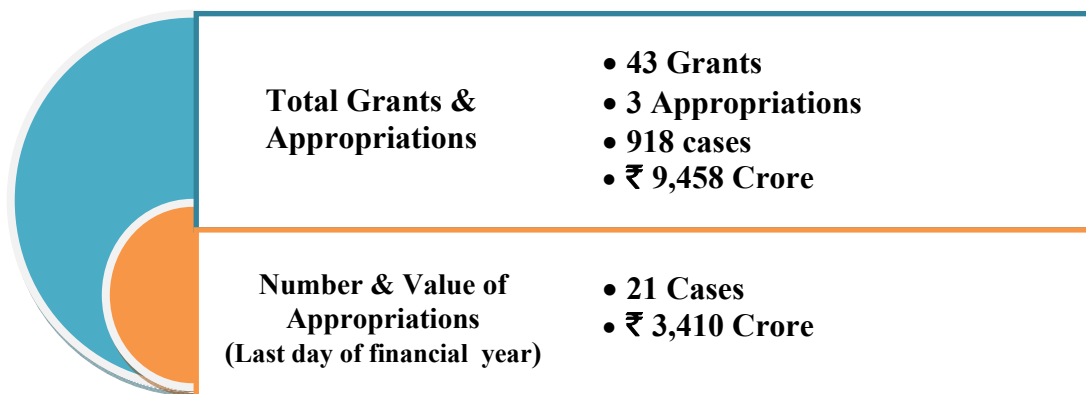 Total Grants &
Appropriations
• 43 Grants
• 3 Appropriations
• 918 cases
• ₹ 9,458 Crore
Number & Value of
Appropriations
(Last day of financial year)
• 21 Cases
• ₹ 3,410 Crore